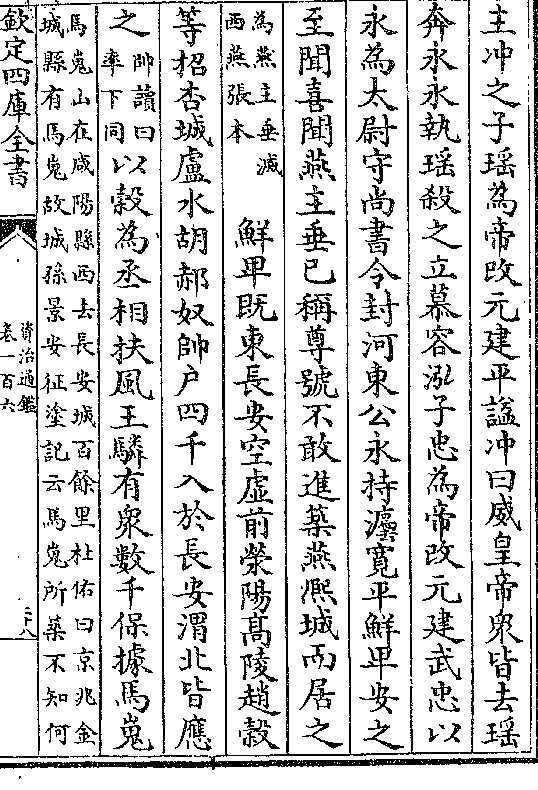 主冲之子瑶為帝改元建平諡冲曰威皇帝衆皆去瑶
奔永永執瑶殺之立慕容泓子忠為帝改元建武忠以
永為太尉守尚書令封河東公永持灋寛平鮮卑安之
至聞喜聞燕主垂已稱尊號不敢進築燕熈城而居之
為燕主垂滅
西燕張本
鮮卑既東長安空虛前滎陽髙陵趙榖
等招杏城盧水胡郝奴帥户四千入於長安渭北皆應
之
帥讀曰
率下同
以榖為丞相扶風王驎有衆數千保據馬嵬
馬嵬山在咸陽縣西去長安城百餘里杜佑曰京兆金
城縣有馬嵬故城孫景安征塗記云馬嵬所築不知何
欽定四庫全書
資治通鑑
卷一百六
二十八